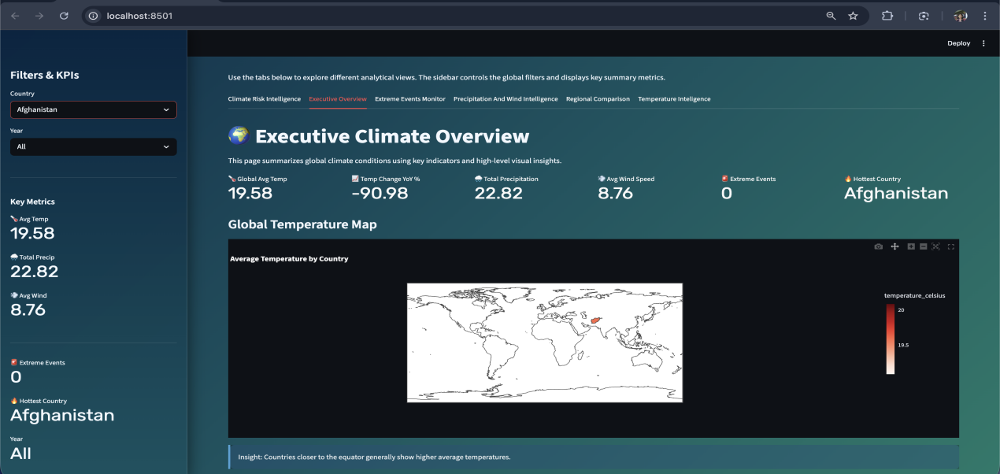 localhost:8501
Deploy
Filters & KPIs
Country
Afghanistan
Year
All
Key Metrics
Avg Temp
19.58
Total Precip
22.82
Avg Wind
8.76
Extreme Events
0
Hottest Country
Afghanistan
Year
All
Use the tabs below to explore different analytical views. The sidebar controls the global filters and displays key summary metrics.
Climate Risk Intelligence Executive Overview Extreme Events Monitor Precipitation And Wind Intelligence Regional Comparison Temperature Inteligence
Executive Climate Overview
This page summarizes global climate conditions using key indicators and high-level visual insights.
Global Avg Temp Temp Change YoY % Total Precipitation Avg Wind Speed Extreme Events Hottest Country
19.58 -90.98 22.82 8.76 0 Afghanistan
Global Temperature Map
Average Temperature by Country
temperature_celsius
20
19.5
Insight: Countries closer to the equator generally show higher average temperatures.